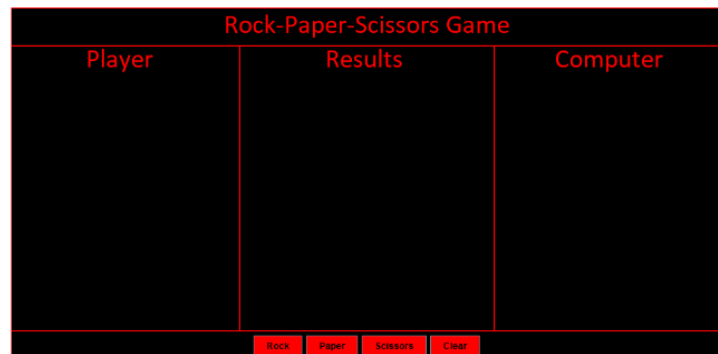 Rock-Paper-Scissors Game
Player Results Computer
Rock Paper Scissors Clear